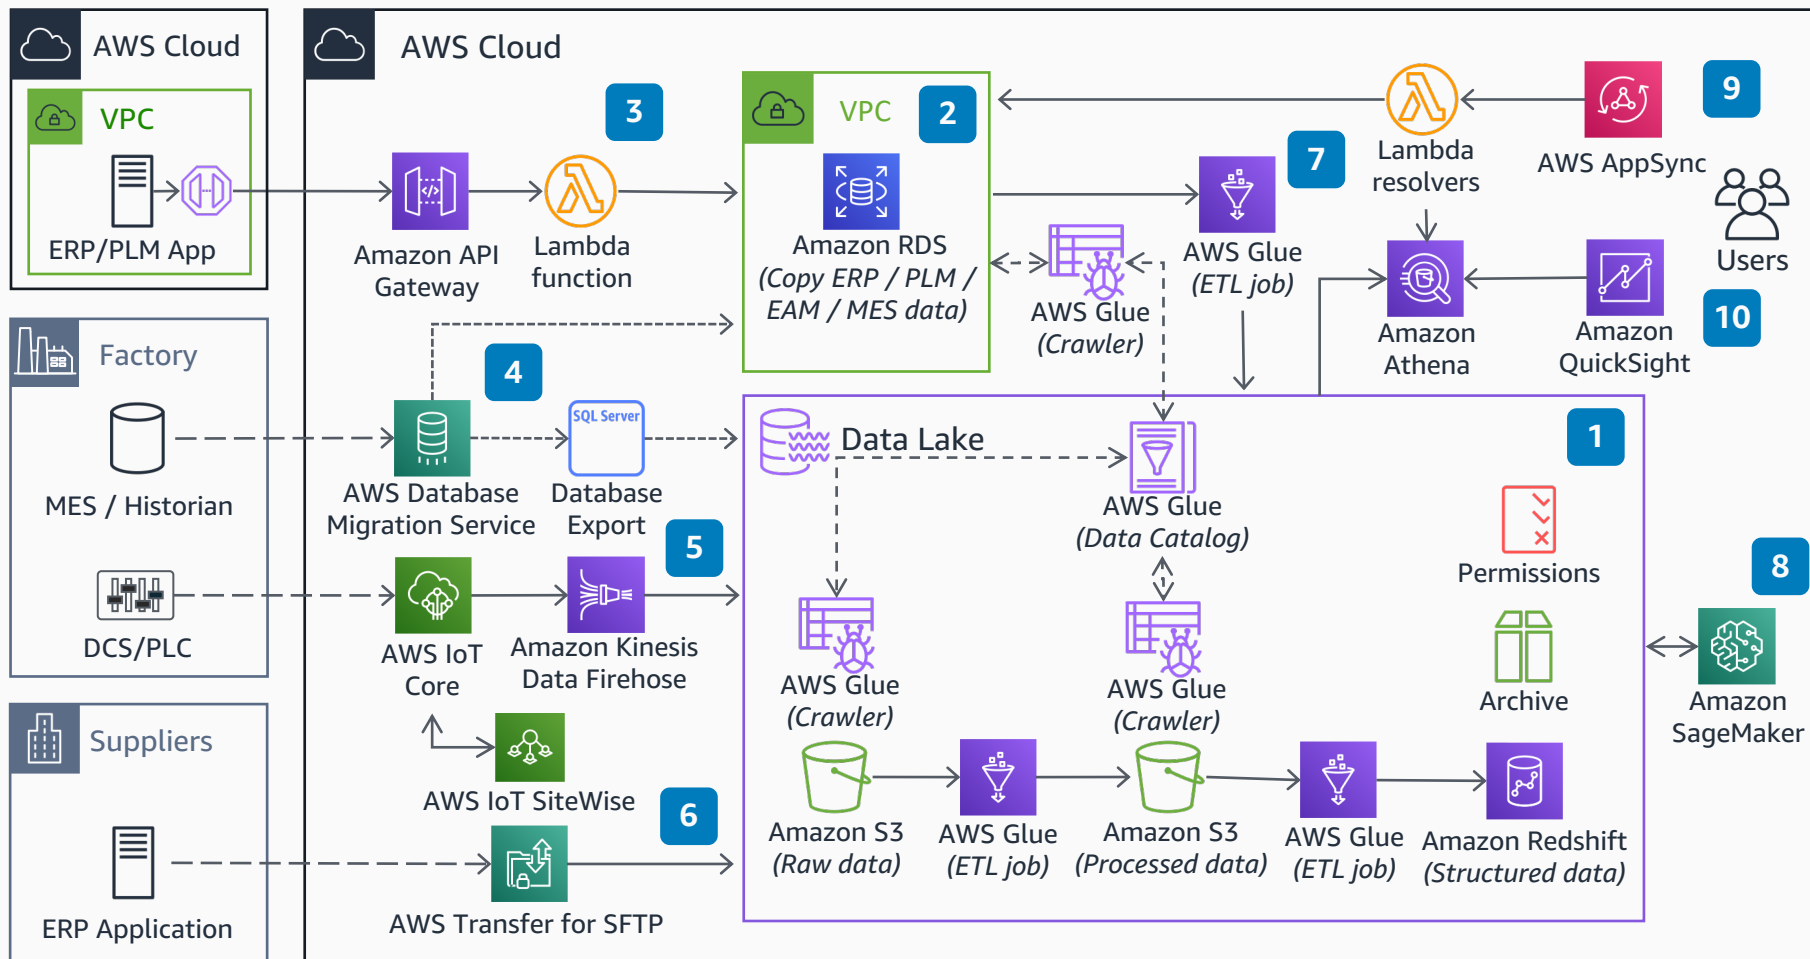 AWS Cloud
VPC
ERP/PLM App
Factory
MES / Historian
DCS/PLC
Suppliers
ERP Application
AWS Cloud
3
Amazon API
Gateway
Lambda
function
VPC
2
Amazon RDS
(Copy ERP / PLM /
EAM / MES data)
AWS Glue
(Crawler)
7
AWS Glue
(ETL job)
Lambda
resolvers
9
AWS AppSync
Users
Amazon
Athena
10
Amazon
QuickSight
4
AWS Database
Migration Service
SQL Server
Database
Export
5
AWS IoT
Core
Amazon Kinesis
Data Firehose
AWS IoT SiteWise
6
AWS Transfer for SFTP
Data Lake
1
AWS Glue
(Data Catalog)
Permissions
Archive
AWS Glue
(Crawler)
AWS Glue
(Crawler)
Amazon S3
(Raw data)
AWS Glue
(ETL job)
Amazon S3
(Processed data)
AWS Glue
(ETL job)
Amazon Redshift
(Structured data)
8
Amazon
SageMaker